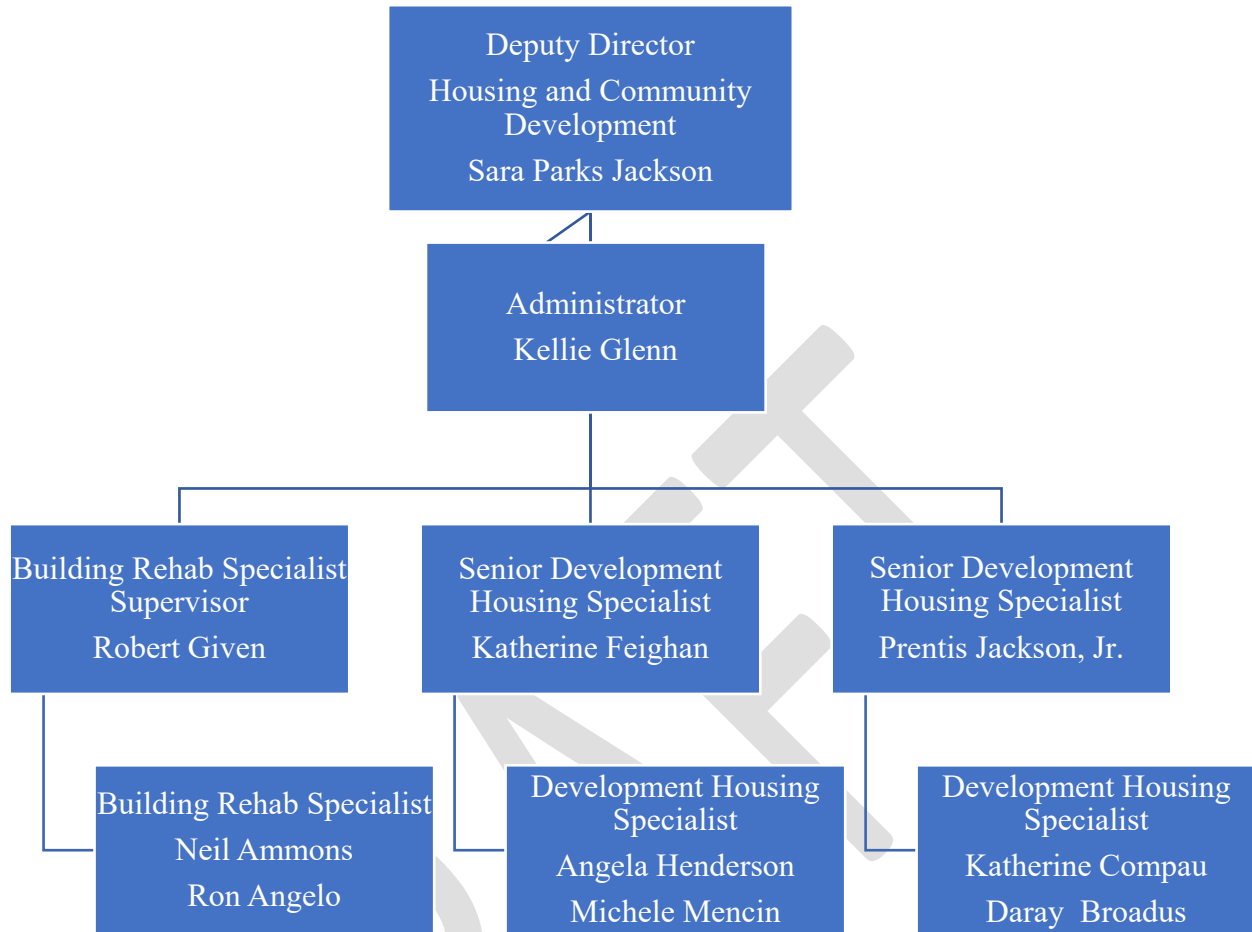 Deputy Director
Housing and Community
Development
Sara Parks Jackson
Administrator
Kellie Glenn
Building Rehab Specialist
Supervisor
Robert Given
Senior Development
Housing Specialist
Katherine Feighan
Senior Development
Housing Specialist
Prentis Jackson, Jr.
Building Rehab Specialist
Neil Ammons
Ron Angelo
Development Housing
Specialist
Angela Henderson
Michele Mencin
Development Housing
Specialist
Katherine Compau
Daray  Broadus